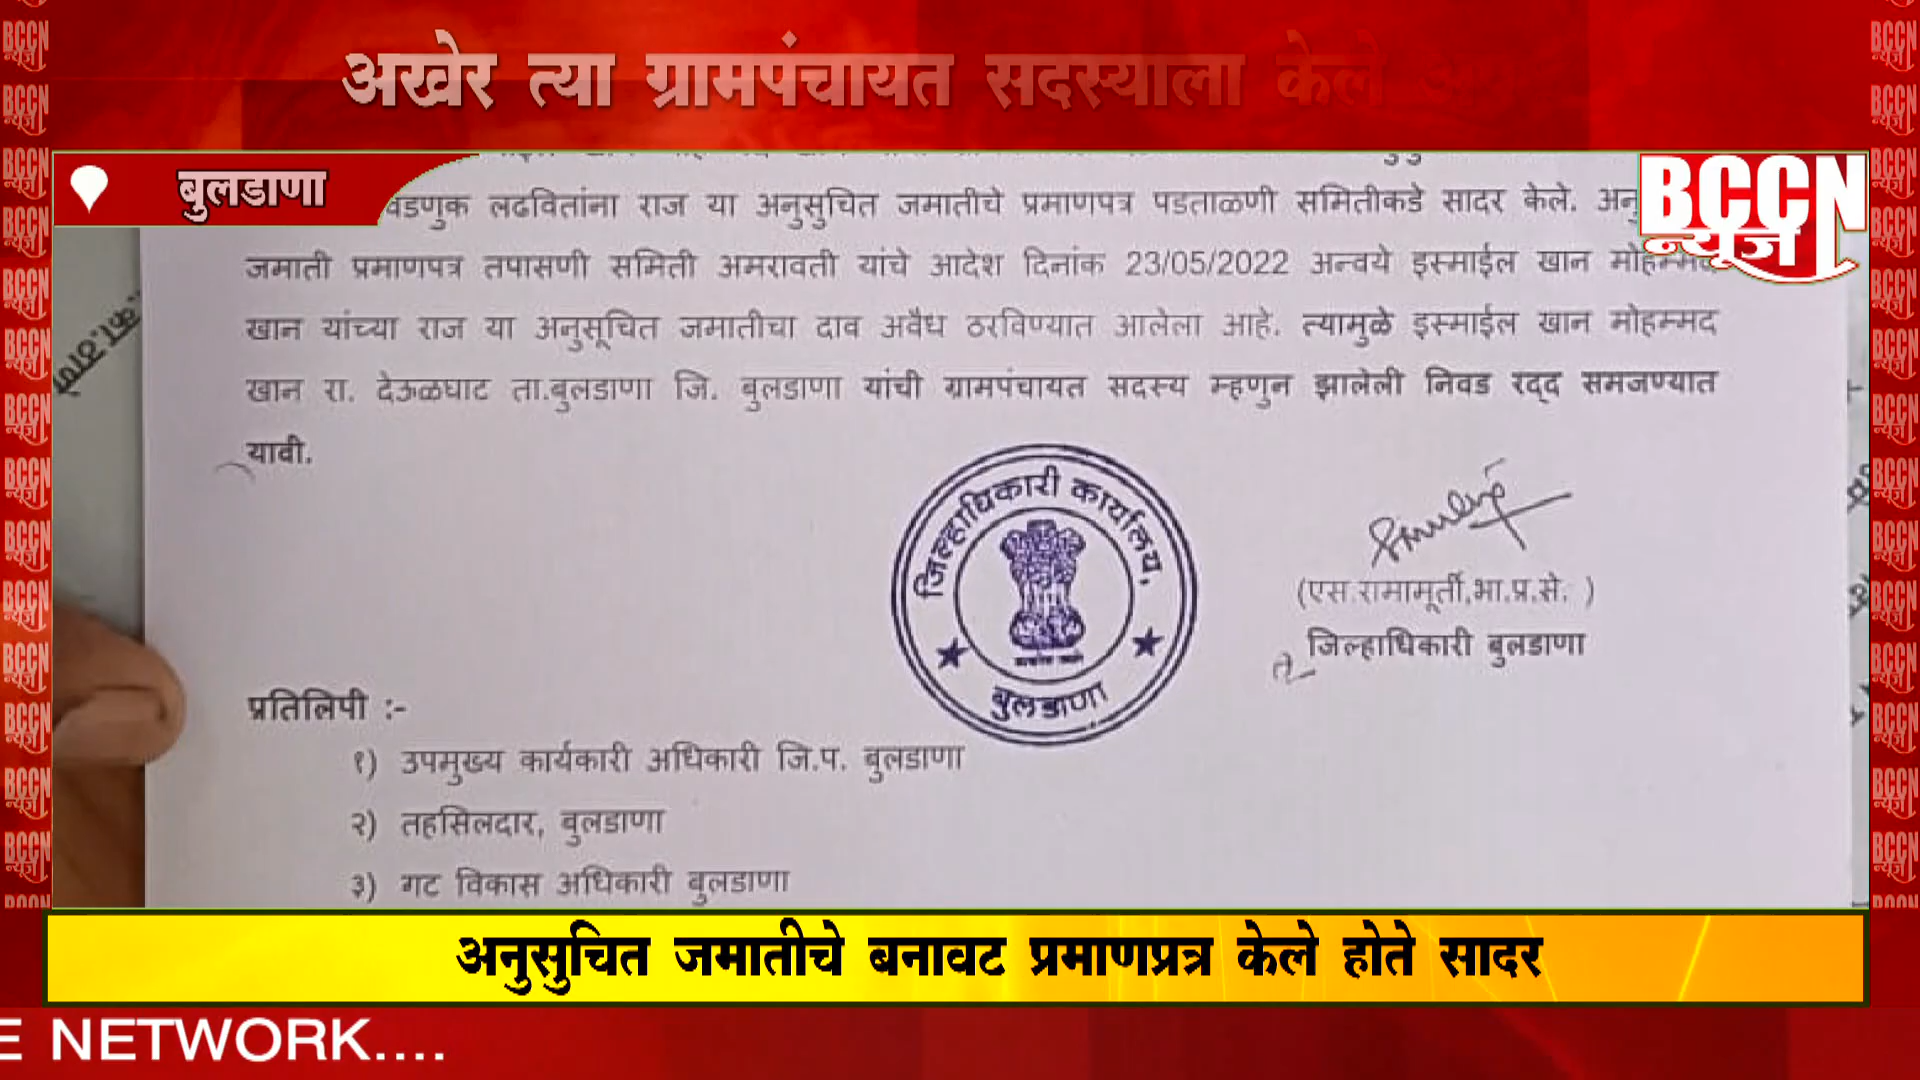 अखेर त्या ग्रामपंचायत सदस्याला केले
बुलडाणा
BCCN
न्यूज
लढवितांना राज या अनुसुचित जमातीचे प्रमाणपत्र पडताळणी समितीकडे सादर केले.
जमाती प्रमाणपत्र तपासणी समिती अमरावती यांचे आदेश दिनांक 23/05/2022 अन्वये इस्माईल खान मोहम्मद
खान यांच्या राज या अनुसूचित जमातीचा दाव अवैध ठरविण्यात आलेला आहे. त्यामुळे इस्माईल खान मोहम्मद
खान रा. देऊळघाट ता.बुलडाणा जि. बुलडाणा यांची ग्रामपंचायत सदस्य म्हणुन झालेली निवड रद्द समजण्यात
यावी.
जिल्हाधिकारी कार्यालय,
बुलडाणा
(एस.रामामूर्ती,भा.प्र.से. )
जिल्हाधिकारी बुलडाणा
प्रतिलिपी :-
१) उपमुख्य कार्यकारी अधिकारी जि.प. बुलडाणा
२) तहसिलदार, बुलडाणा
३) गट विकास अधिकारी बुलडाणा
अनुसुचित जमातीचे बनावट प्रमाणप्रत्र केले होते सादर
E NETWORK....